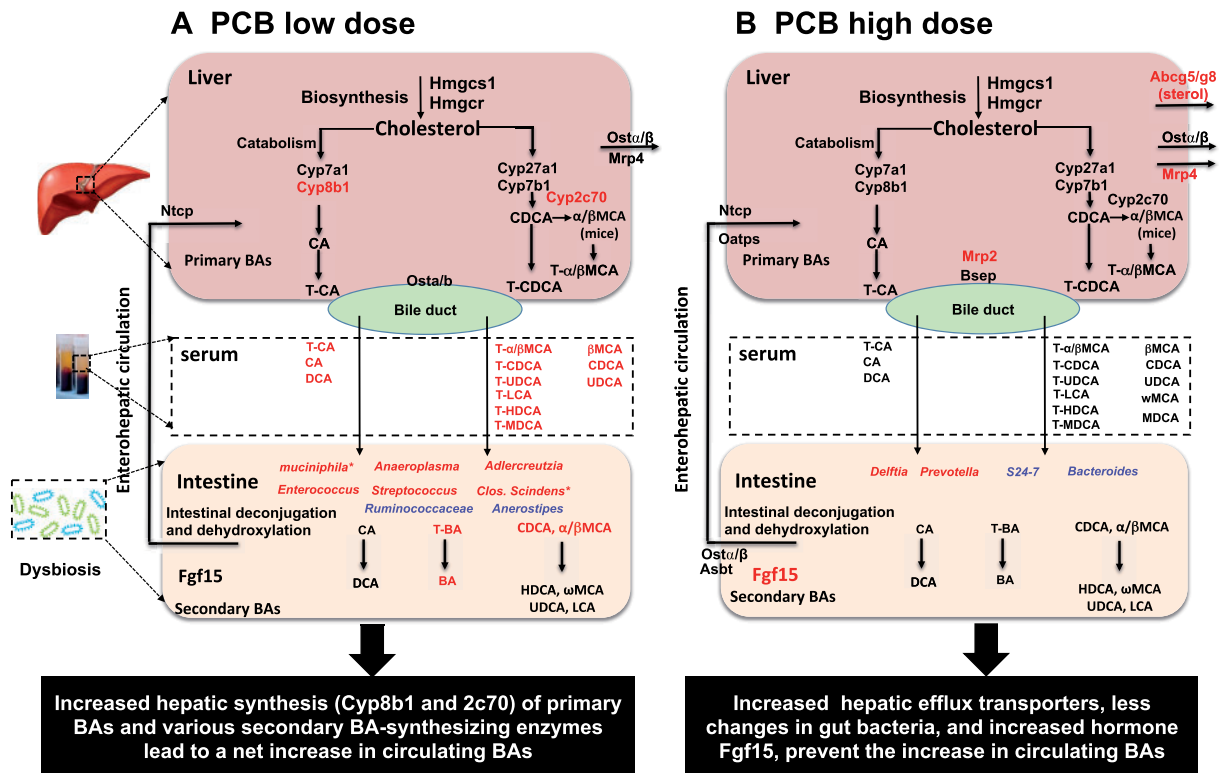 A PCB low dose
Liver
Biosynthesis
Hmgcs1
Hmgcr
Cholesterol
Catabolism
Cyp7a1
Cyp8b1
Cyp27a1
Cyp7b1
Cyp2c70
Ostα/β
Mrp4
Ntcp
CDCA
α/βMCA
(mice)
CA
Primary BAs
T-α/βMCA
T-CA
Osta/b
T-CDCA
Bile duct
Enterohepatic circulation
serum
T-CA
CA
DCA
T-α/βMCA
T-CDCA
T-UDCA
T-LCA
T-HDCA
T-MDCA
βMCA
CDCA
UDCA
Intestine
muciniphila* Anaeroplasma Adlercreutzia
Enterococcus Streptococcus Clos. Scindens*
Ruminococcaceae Anerostipes
Intestinal deconjugation
and dehydroxylation
CA
DCA
T-BA
BA
CDCA, α/βMCA
HDCA, ωMCA
UDCA, LCA
Fgf15
Secondary BAs
Dysbiosis
Increased hepatic synthesis (Cyp8b1 and 2c70) of primary
BAs and various secondary BA-synthesizing enzymes
lead to a net increase in circulating BAs
B PCB high dose
Liver
Biosynthesis
Hmgcs1
Hmgcr
Cholesterol
Catabolism
Cyp7a1
Cyp8b1
Cyp27a1
Cyp7b1
Cyp2c70
Abcg5/g8
(sterol)
Ostα/β
Mrp4
Ntcp
Oatps
CDCA
α/βMCA
(mice)
CA
Primary BAs
T-α/βMCA
T-CA
Mrp2
Bsep
T-CDCA
Bile duct
Enterohepatic circulation
serum
T-CA
CA
DCA
T-α/βMCA
T-CDCA
T-UDCA
T-LCA
T-HDCA
T-MDCA
βMCA
CDCA
UDCA
wMCA
MDCA
Intestine
Delftia Prevotella S24-7 Bacteroides
Intestinal deconjugation
and dehydroxylation
CA
DCA
T-BA
BA
CDCA, α/βMCA
HDCA, ωMCA
UDCA, LCA
Ostα/β
Asbt
Fgf15
Secondary BAs
Increased hepatic efflux transporters, less
changes in gut bacteria, and increased hormone
Fgf15, prevent the increase in circulating BAs